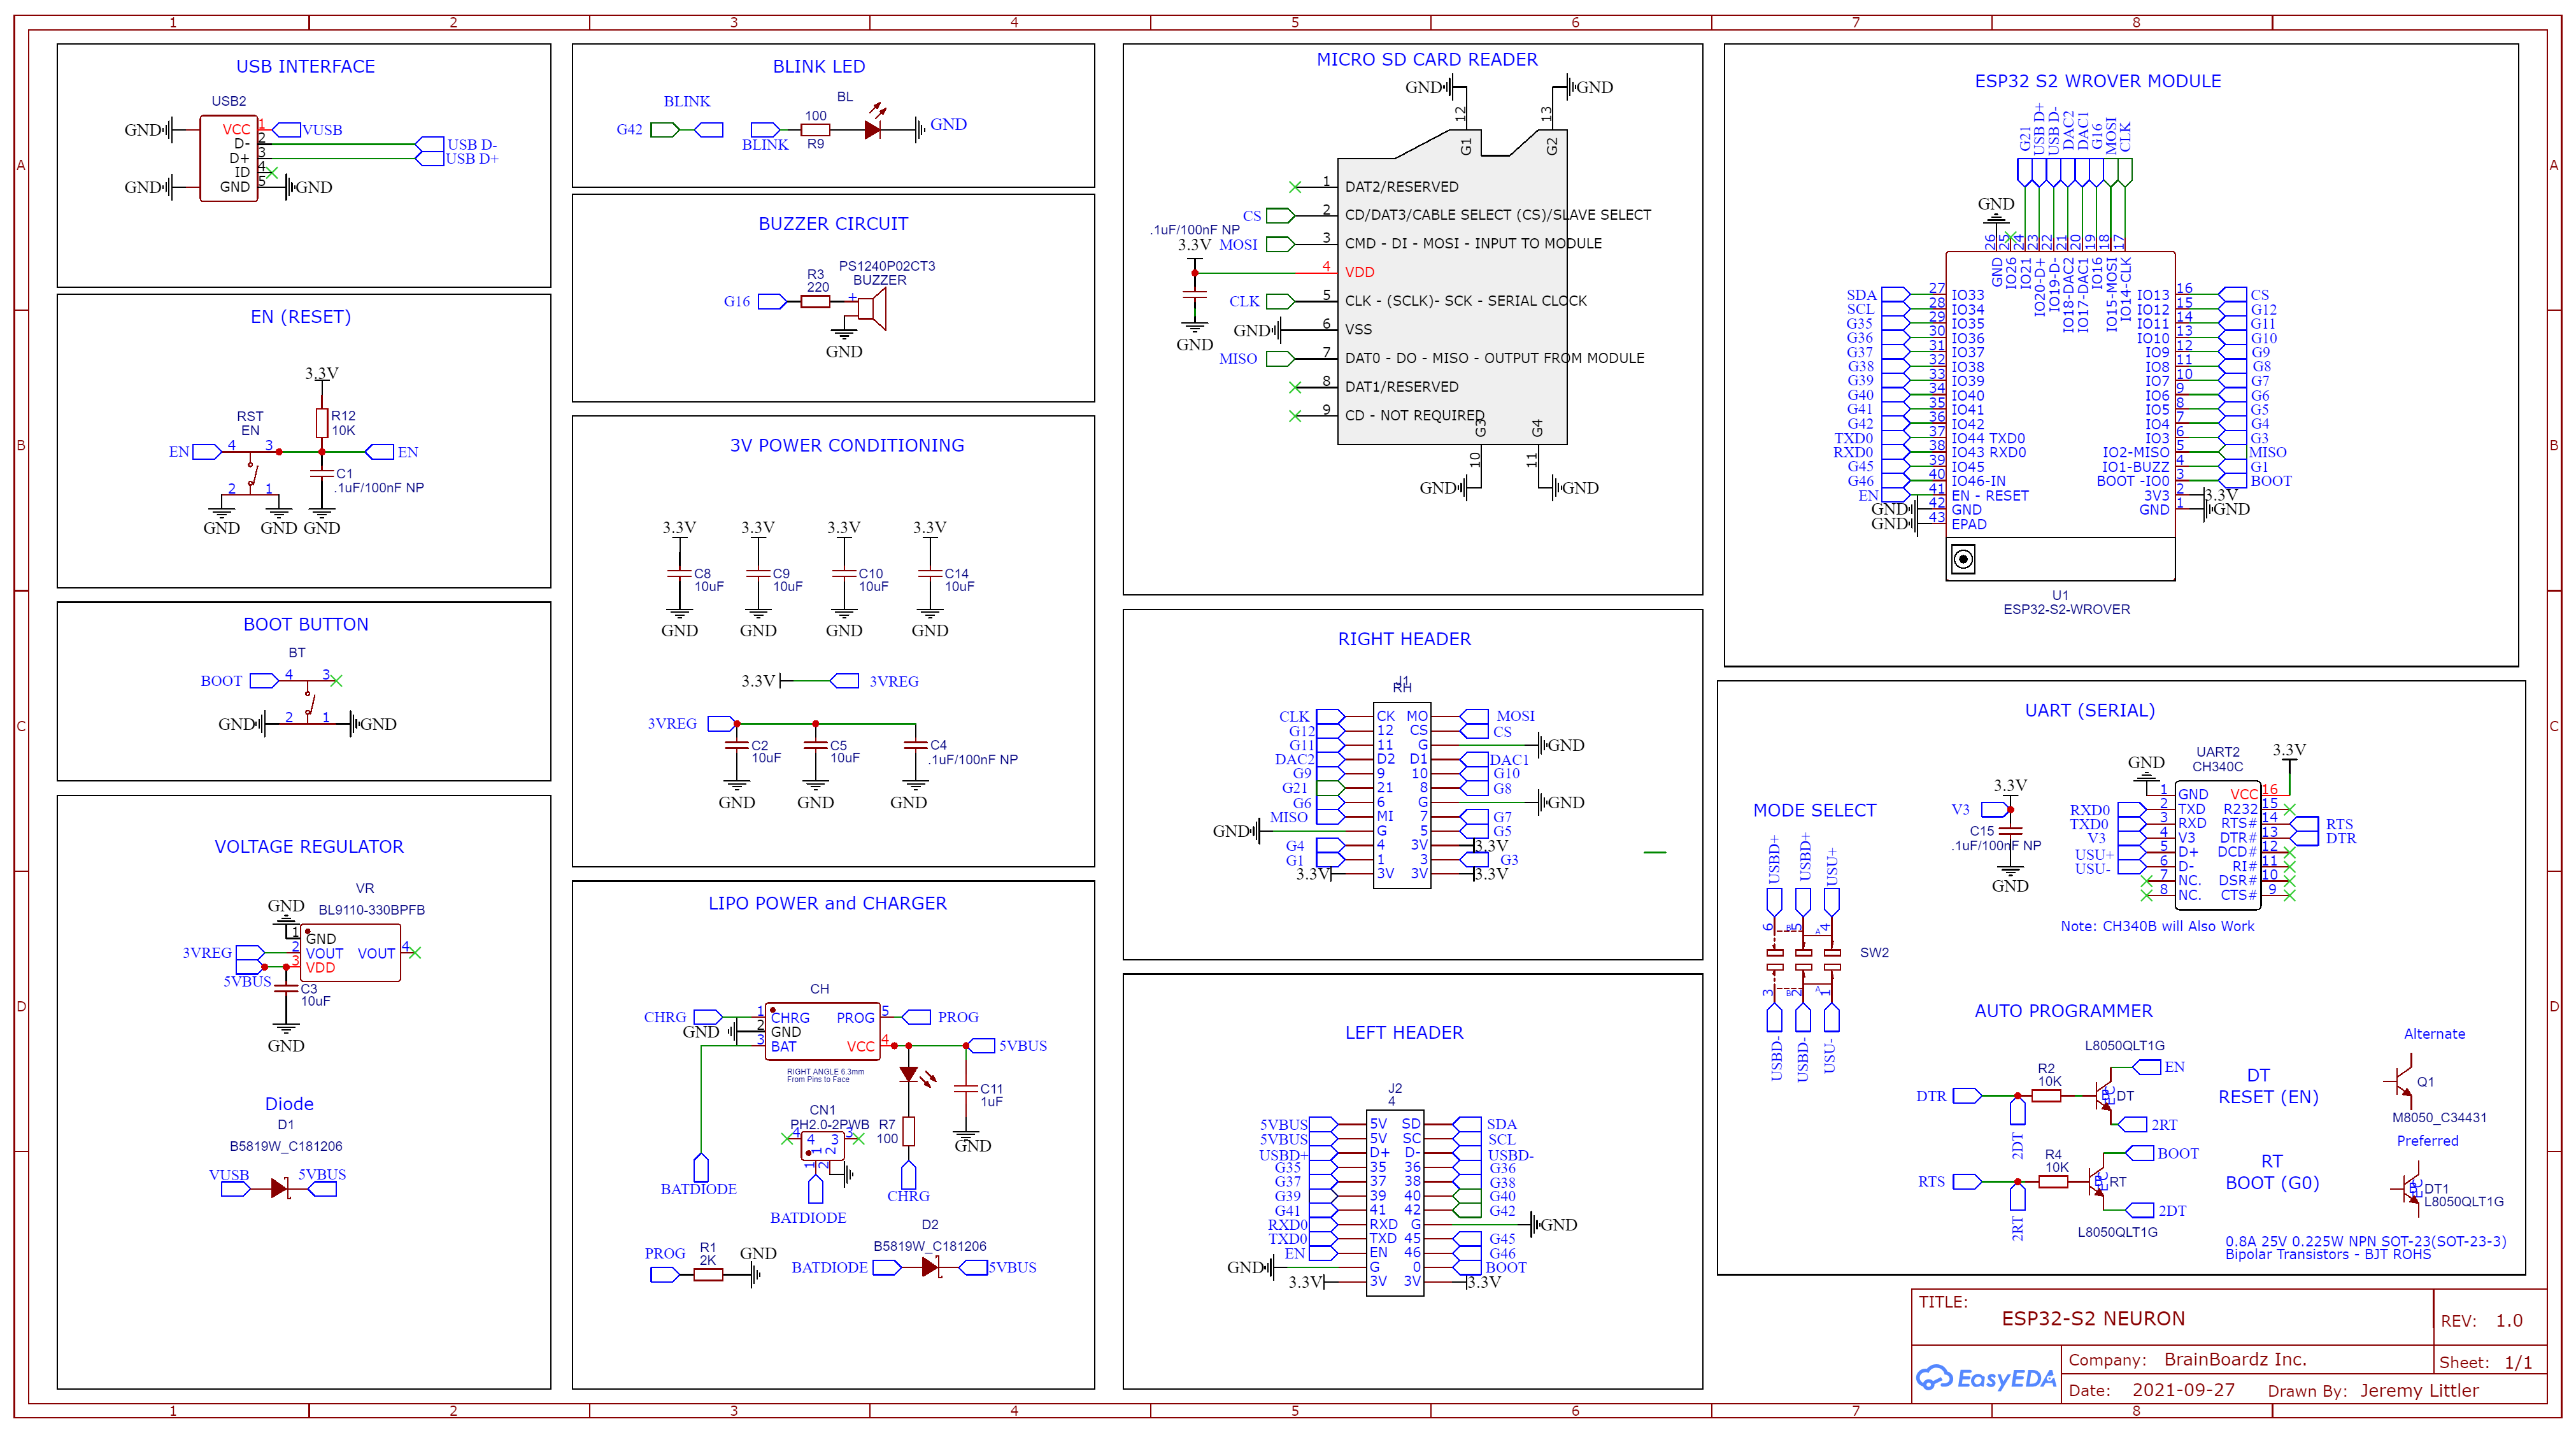 USB INTERFACE
USB2
GND
VCC 1 VUSB
D- 2 USB D-
D+ 3 USB D+
ID 4
GND GND 5 GND
EN (RESET)
3.3V
RST
EN
R12
10K
EN 4 3 EN
C1
.1uF/100nF NP
2 1
GND GND GND
BOOT BUTTON
BT
BOOT 4 3
GND 2 1 GND
VOLTAGE REGULATOR
VR
BL9110-330BPFB
GND
1 GND
3VREG 2 VOUT VOUT 4
3 VDD
5VBUS
C3
10uF
GND
Diode
D1
B5819W_C181206
VUSB 5VBUS
BLINK LED
BLINK
G42
BL
100
BLINK R9 GND
BUZZER CIRCUIT
PS1240P02CT3
BUZZER
R3
220
G16 +
GND
3V POWER CONDITIONING
3.3V 3.3V 3.3V 3.3V
C8 C9 C10 C14
10uF 10uF 10uF 10uF
GND GND GND GND
3.3V 3VREG
3VREG
C2 C5 C4
10uF 10uF .1uF/100nF NP
GND GND GND
LIPO POWER and CHARGER
CH
CHRG 1 CHRG PROG 5 PROG
GND 2 GND
3 BAT VCC 4 5VBUS
RIGHT ANGLE 6.3mm
From Pins to Face
C11
1uF
GND
CN1
PH2.0-2PWB
4 4 3 3
1 2
1 2
R7
100
BATDIODE
CHRG
BATDIODE
PROG R1 GND
2K
D2
B5819W_C181206
BATDIODE 5VBUS
MICRO SD CARD READER
GND GND
12 13
G1 G2
1 DAT2/RESERVED
CS 2 CD/DAT3/CABLE SELECT (CS)/SLAVE SELECT
.1uF/100nF NP
3.3V MOSI 3 CMD - DI - MOSI - INPUT TO MODULE
4 VDD
CLK 5 CLK - (SCLK)- SCK - SERIAL CLOCK
GND 6 VSS
GND
MISO 7 DAT0 - DO - MISO - OUTPUT FROM MODULE
8 DAT1/RESERVED
9 CD - NOT REQUIRED
G3 G4
10 11
GND GND
RIGHT HEADER
J1
RH
CLK CK MO MOSI
G12 12 CS CS
G11 11 G GND
DAC2 D2 D1 DAC1
G9 9 10 G10
G21 21 8 G8
G6 6 G GND
MISO MI 7 G7
GND G 5 G5
G4 4 3V 3.3V
G1 1 3 G3
3.3V 3V 3V 3.3V
LEFT HEADER
J2
4
5VBUS 5V SD SDA
5VBUS 5V SC SCL
USBD+ D+ D- USBD-
G35 35 36 G36
G37 37 38 G38
G39 39 40 G40
G41 41 42 G42
RXD0 RXD G GND
TXD0 TXD 45 G45
EN EN 46 G46
GND G 0 BOOT
3.3V 3V 3V 3.3V
ESP32 S2 WROVER MODULE
G21 USB D+ USB D- DAC2 DAC1 G16 MOSI CLK
GND
26 25 24 23 22 21 20 19 18 17
GND IO26 IO21 IO20-D+ IO19-D- IO18-DAC2 IO17-DAC1 IO16 IO15-MOSI IO14-CLK
SDA 27 IO33 IO13 16 CS
SCL 28 IO34 IO12 15 G12
G35 29 IO35 IO11 14 G11
G36 30 IO36 IO10 13 G10
G37 31 IO37 IO9 12 G9
G38 32 IO38 IO8 11 G8
G39 33 IO39 IO7 10 G7
G40 34 IO40 IO6 9 G6
G41 35 IO41 IO5 8 G5
G42 36 IO42 IO4 7 G4
TXD0 37 IO44 TXD0 IO3 6 G3
RXD0 38 IO43 RXD0 IO2-MISO 5 MISO
G45 39 IO45 IO1-BUZZ 4 G1
G46 40 IO46-IN BOOT -IO0 3 BOOT
EN 41 EN - RESET 3V3 2 3.3V
GND 42 GND GND 1 GND
GND 43 EPAD
U1
ESP32-S2-WROVER
UART (SERIAL)
UART2
CH340C
3.3V
GND
1 GND VCC 16
RXD0 2 TXD R232 15
TXD0 3 RXD RTS# 14 RTS
V3 4 V3 DTR# 13 DTR
USU+ 5 D+ DCD# 12
USU- 6 D- RI# 11
7 NC. DSR# 10
8 NC. CTS# 9
3.3V
V3
C15
.1uF/100nF NP
GND
Note: CH340B will Also Work
MODE SELECT
USBD+ USBD+ USU+
6 B 5 A 4
SW2
3 B 2 A 1
USBD- USBD- USU-
AUTO PROGRAMMER
L8050QLT1G
R2
10K
EN
DTR DT
2RT
2DT
DT
RESET (EN)
R4
10K
BOOT
RTS RT
2DT
2RT
L8050QLT1G
RT
BOOT (G0)
Alternate
Q1
M8050_C34431
Preferred
DT1
L8050QLT1G
0.8A 25V 0.225W NPN SOT-23(SOT-23-3)
Bipolar Transistors - BJT ROHS
TITLE:
ESP32-S2 NEURON
REV: 1.0
EasyEDA
Company: BrainBoardz Inc.
Sheet: 1/1
Date: 2021-09-27 Drawn By: Jeremy Littler
1 2 3 4 5 6 7 8
1 2 3 4 5 6 7 8
A B C D
A B C D